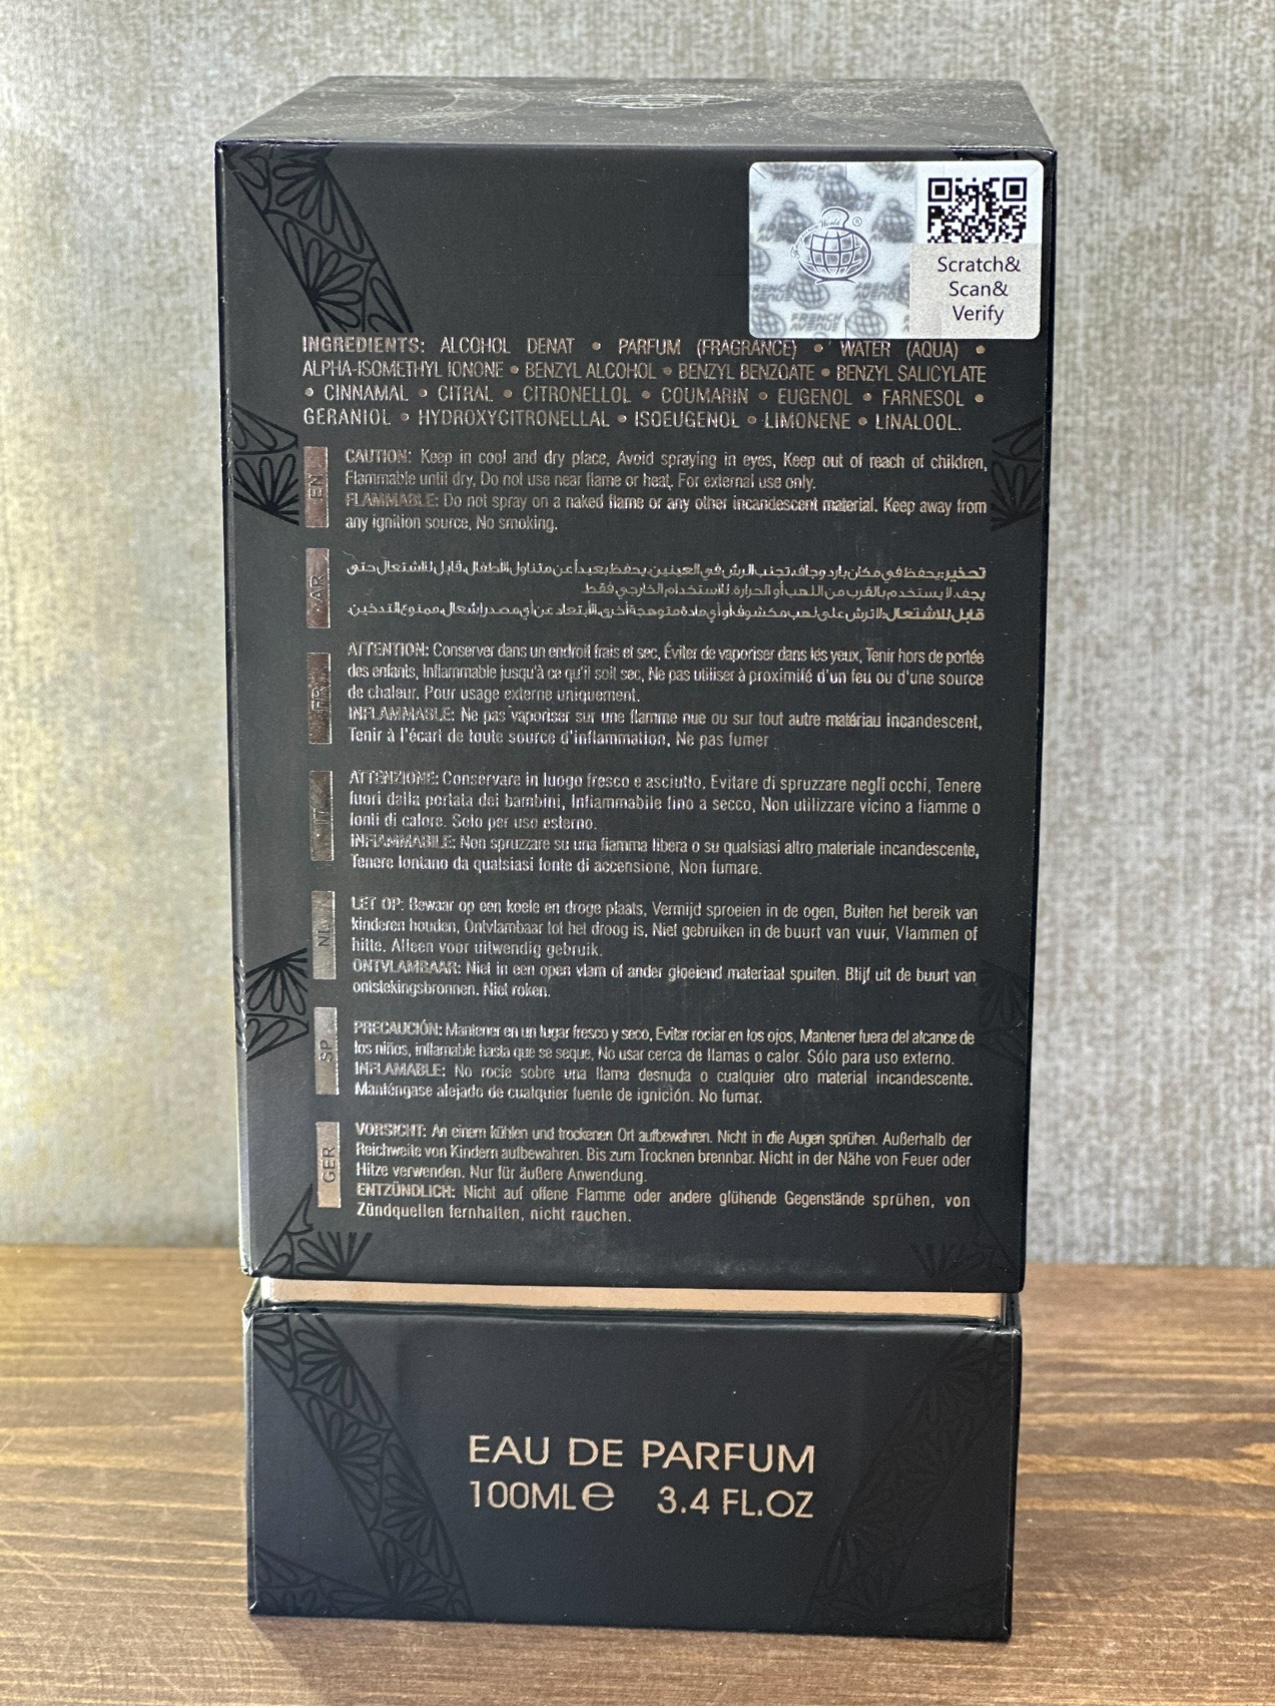 FRENCH AVENUE
Scratch&
Scan&
Verify
INGREDIENTS: ALCOHOL DENAT • PARFUM (FRAGRANCE) • WATER (AQUA) •
ALPHA-ISOMETHYL IONONE • BENZYL ALCOHOL • BENZYL BENZOATE • BENZYL SALICYLATE
• CINNAMAL • CITRAL • CITRONELLOL • COUMARIN • EUGENOL • FARNESOL •
GERANIOL • HYDROXYCITRONELLAL • ISOEUGENOL • LIMONENE • LINALOOL.
EN
CAUTION: Keep in cool and dry place, Avoid spraying in eyes, Keep out of reach of children,
Flammable until dry, Do not use near flame or heat, For external use only.
FLAMMABLE: Do not spray on a naked flame or any other incandescent material. Keep away from
any ignition source, No smoking.
AR
تحذير: يحفظ في مكان بارد وجاف، تجنب الرش في العينين، يحفظ بعيداً عن متناول الأطفال، قابل للاشتعال حتى
يجف، لا يستخدم بالقرب من اللهب أو الحرارة. للاستخدام الخارجي فقط.
قابل للاشتعال: لا ترش على لهب مكشوف أو أي مادة متوهجة أخرى، الأبتعاد عن أي مصدر إشعال، ممنوع التدخين.
FR
ATTENTION: Conserver dans un endroit frais et sec, Éviter de vaporiser dans les yeux, Tenir hors de portée
des enfants, Inflammable jusqu'à ce qu'il soit sec, Ne pas utiliser à proximité d'un feu ou d'une source
de chaleur. Pour usage externe uniquement.
INFLAMMABLE: Ne pas vaporiser sur une flamme nue ou sur tout autre matériau incandescent,
Tenir à l'écart de toute source d'inflammation, Ne pas fumer
IT
ATTENZIONE: Conservare in luogo fresco e asciutto, Evitare di spruzzare negli occhi, Tenere
fuori dalla portata dei bambini, Infiammabile fino a secco, Non utilizzare vicino a fiamme o
fonti di calore. Solo per uso esterno.
INFIAMMABILE: Non spruzzare su una fiamma libera o su qualsiasi altro materiale incandescente,
Tenere lontano da qualsiasi fonte di accensione, Non fumare.
NL
LET OP: Bewaar op een koele en droge plaats, Vermijd sproeien in de ogen, Buiten het bereik van
kinderen houden, Ontvlambaar tot het droog is, Niet gebruiken in de buurt van vuur, Vlammen of
hitte. Alleen voor uitwendig gebruik.
ONTVLAMBAAR: Niet in een open vlam of ander gloeiend materiaal spuiten. Blijf uit de buurt van
ontstekingsbronnen. Niet roken.
SP
PRECAUCIÓN: Mantener en un lugar fresco y seco, Evitar rociar en los ojos, Mantener fuera del alcance de
los niños, inflamable hasta que se seque, No usar cerca de llamas o calor. Sólo para uso externo.
INFLAMABLE: No rocíe sobre una llama desnuda o cualquier otro material incandescente.
Manténgase alejado de cualquier fuente de ignición. No fumar.
GER
VORSICHT: An einem kühlen und trockenen Ort aufbewahren. Nicht in die Augen sprühen. Außerhalb der
Reichweite von Kindern aufbewahren. Bis zum Trocknen brennbar. Nicht in der Nähe von Feuer oder
Hitze verwenden. Nur für äußere Anwendung.
ENTZÜNDLICH: Nicht auf offene Flamme oder andere glühende Gegenstände sprühen, von
Zündquellen fernhalten, nicht rauchen.
EAU DE PARFUM
100ML℮ 3.4 FL.OZ